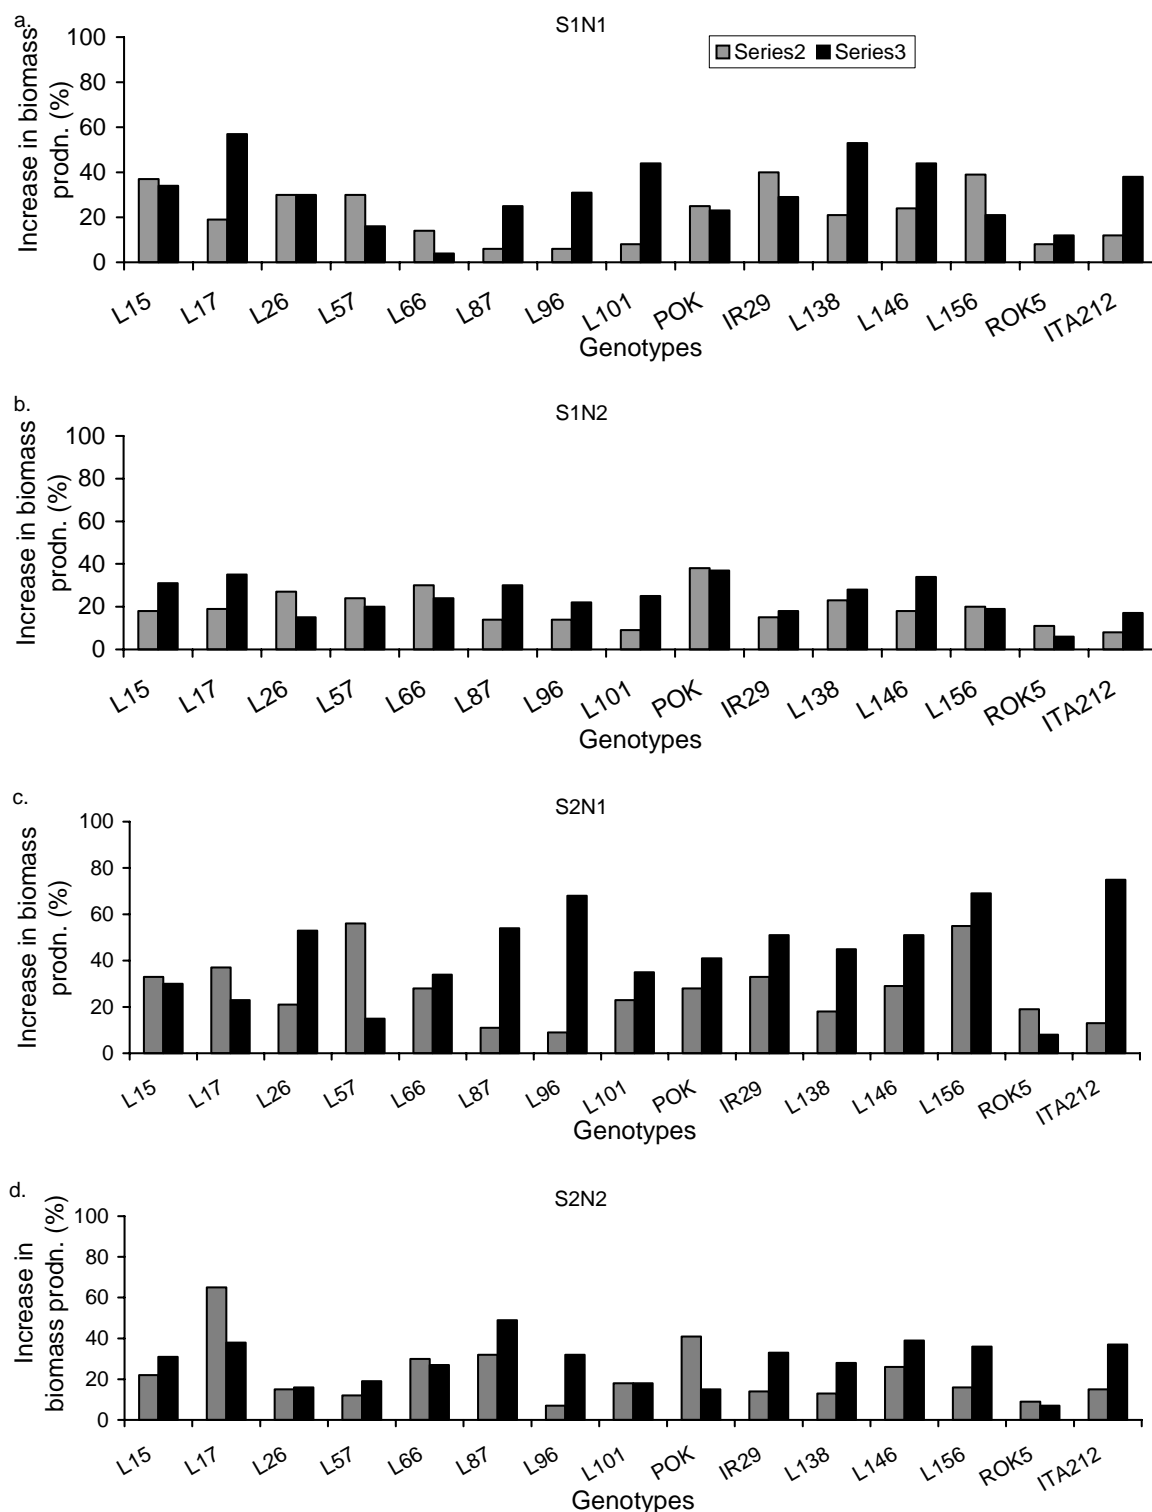 a.
S1N1
Series2 Series3
Increase in biomass
prodn. (%)
100
80
60
40
20
0
L15 L17 L26 L57 L66 L87 L96 L101 POK IR29 L138 L146 L156 ROK5 ITA212
Genotypes
b.
S1N2
Increase in biomass
prodn. (%)
100
80
60
40
20
0
L15 L17 L26 L57 L66 L87 L96 L101 POK IR29 L138 L146 L156 ROK5 ITA212
Genotypes
c.
S2N1
Increase in biomass
prodn. (%)
100
80
60
40
20
0
L15 L17 L26 L57 L66 L87 L96 L101 POK IR29 L138 L146 L156 ROK5 ITA212
Genotypes
d.
S2N2
Increase in
biomass prodn. (%)
100
80
60
40
20
0
L15 L17 L26 L57 L66 L87 L96 L101 POK IR29 L138 L146 L156 ROK5 ITA212
Genotypes